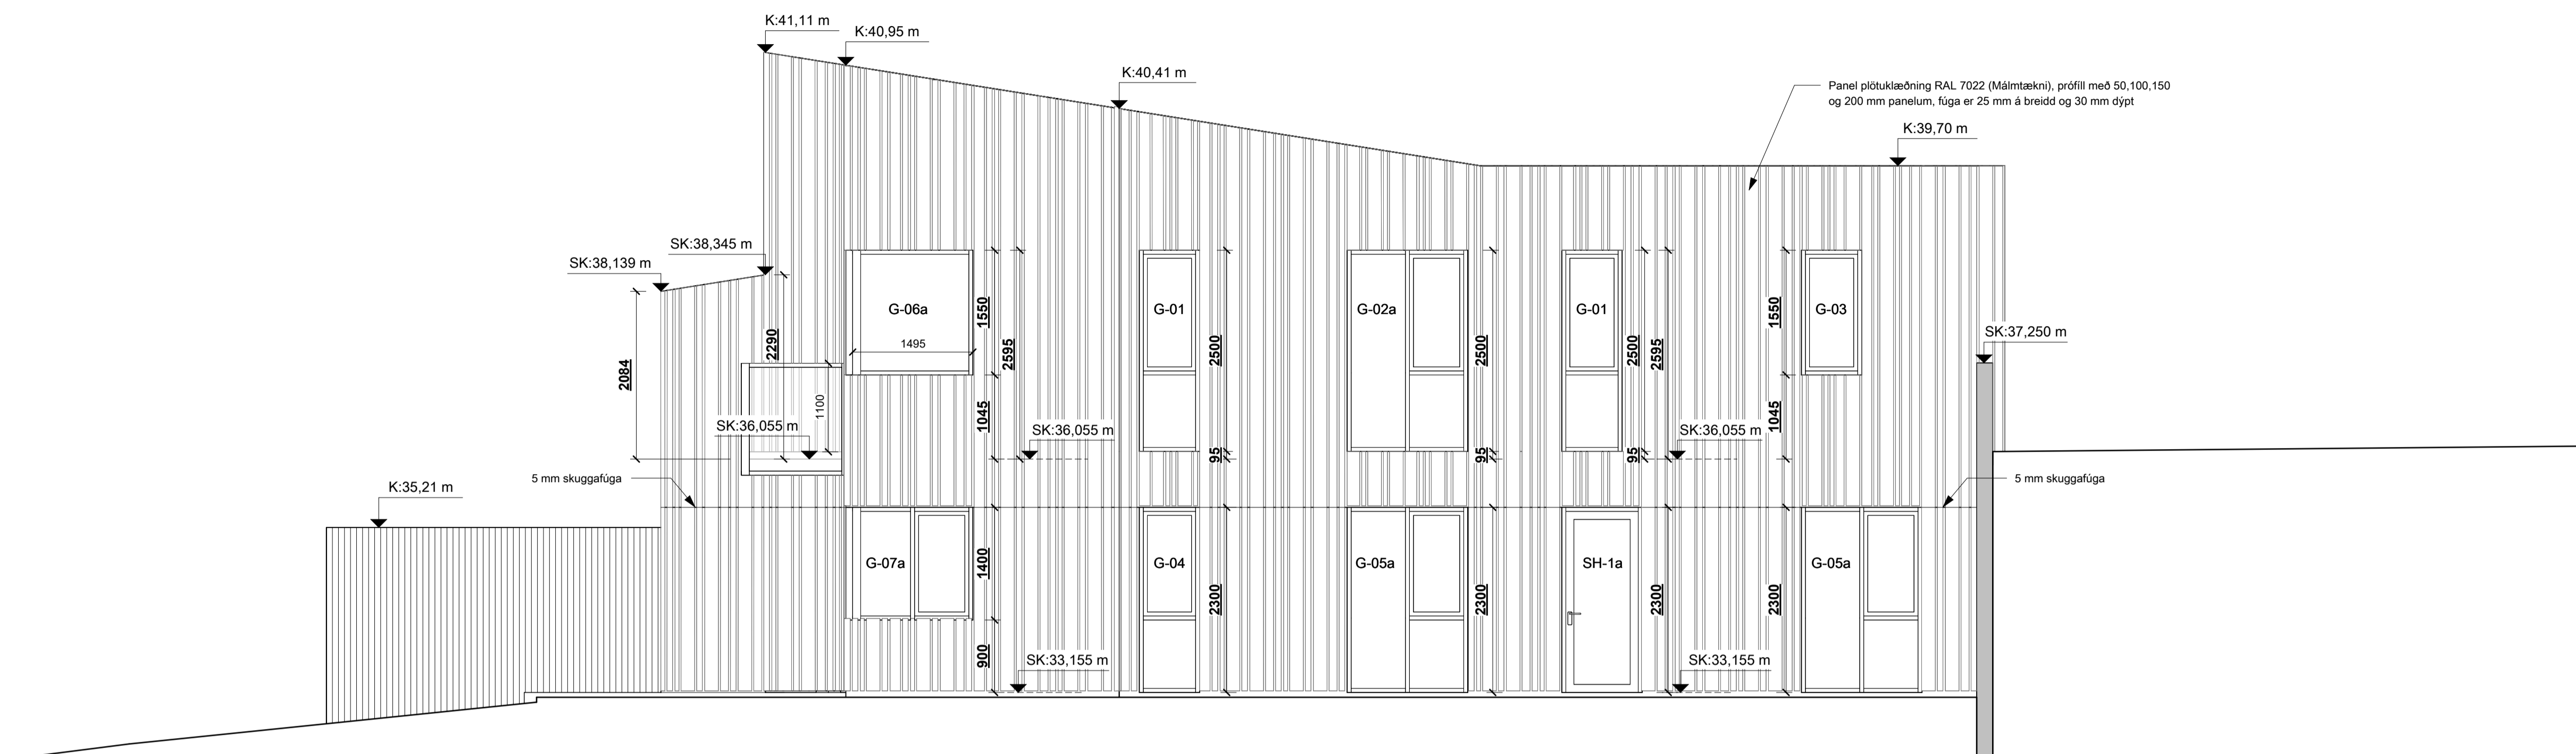 K:41,11 m
K:40,95 m
K:40,41 m
Panel plötuklæðning RAL 7022 (Málmtækni), prófíll með 50,100,150
og 200 mm panelum, fúga er 25 mm á breidd og 30 mm dýpt
K:39,70 m
SK:38,345 m
SK:38,139 m
G-06a
G-01
G-02a
G-01
G-03
1550
1550
SK:37,250 m
1495
2290
2595
2500
2500
2500
2595
2084
1100
1045
1045
SK:36,055 m
SK:36,055 m
SK:36,055 m
95
95
95
5 mm skuggafúga
5 mm skuggafúga
K:35,21 m
G-07a
1400
G-04
G-05a
SH-1a
G-05a
2300
2300
2300
2300
900
SK:33,155 m
SK:33,155 m